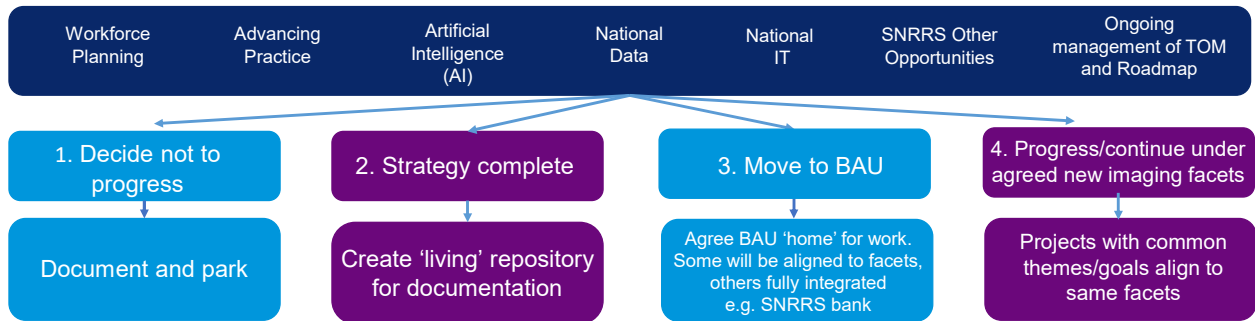 Workforce
Planning
Advancing
Practice
Artificial
Intelligence
(AI)
National
Data
National
IT
SNRRS Other
Opportunities
Ongoing
management of TOM
and Roadmap
1. Decide not to
progress
2. Strategy complete
3. Move to BAU
4. Progress/continue under
agreed new imaging facets
Document and park
Create ‘living’ repository
for documentation
Agree BAU ‘home’ for work.
Some will be aligned to facets,
others fully integrated
e.g. SNRRS bank
Projects with common
themes/goals align to
same facets